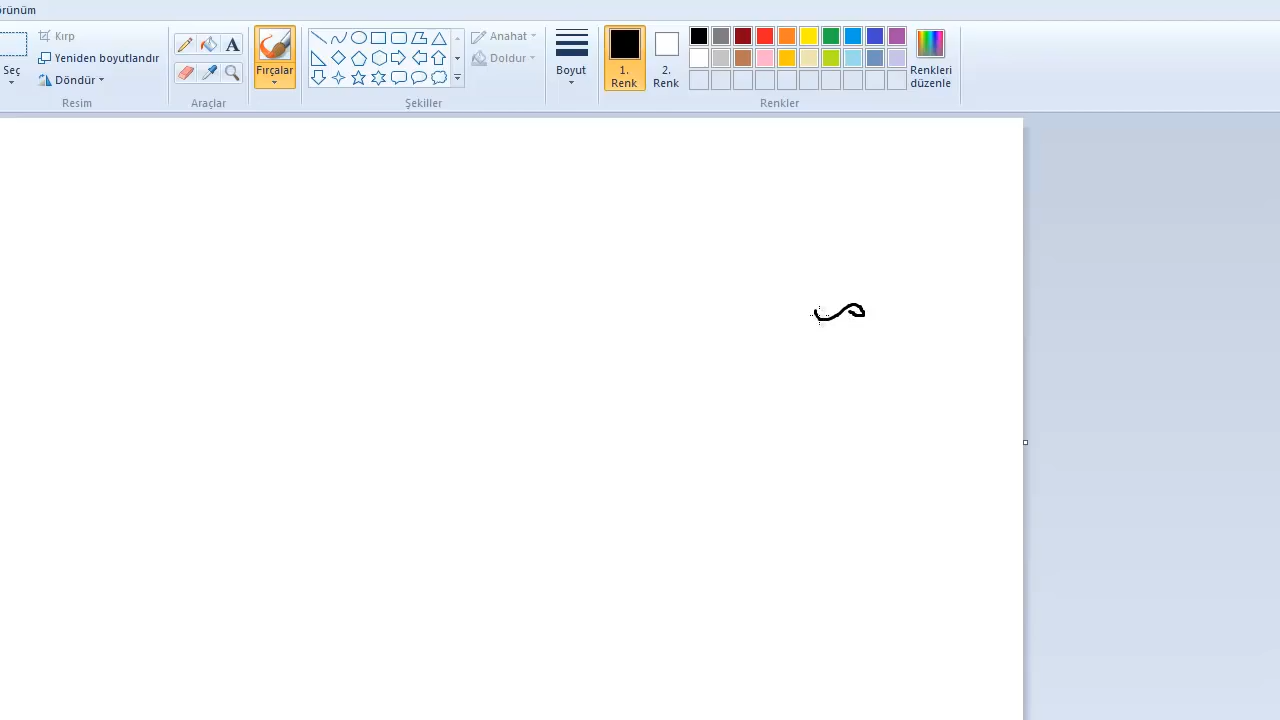 örünüm
Kırp
Yeniden boyutlandır
Döndür
Seç
Resim
A
Araçlar
Fırçalar
Şekiller
Anahat
Doldur
Boyut
1.
Renk
2.
Renk
Renkleri
düzenle
Renkler